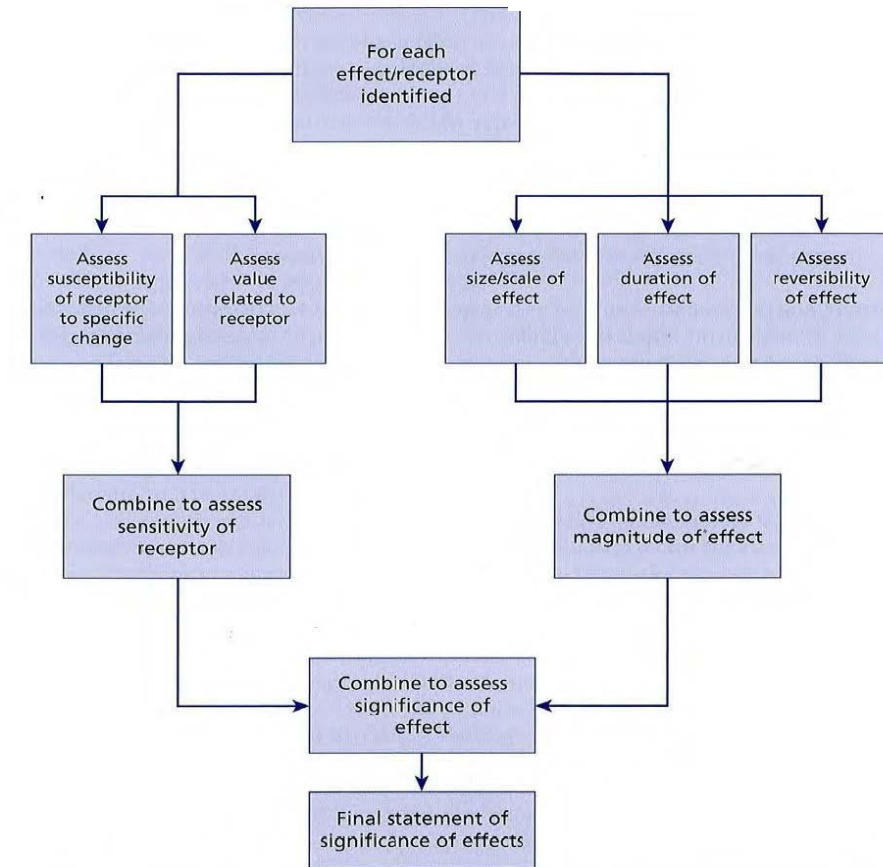 For each
effect/receptor
identified
Assess
susceptibility
of receptor
to specific
change
Assess
value
related to
receptor
Assess
size/scale of
effect
Assess
duration of
effect
Assess
reversibility
of effect
Combine to assess
sensitivity of
receptor
Combine to assess
magnitude of effect
Combine to assess
significance of
effect
Final statement of
significance of effects